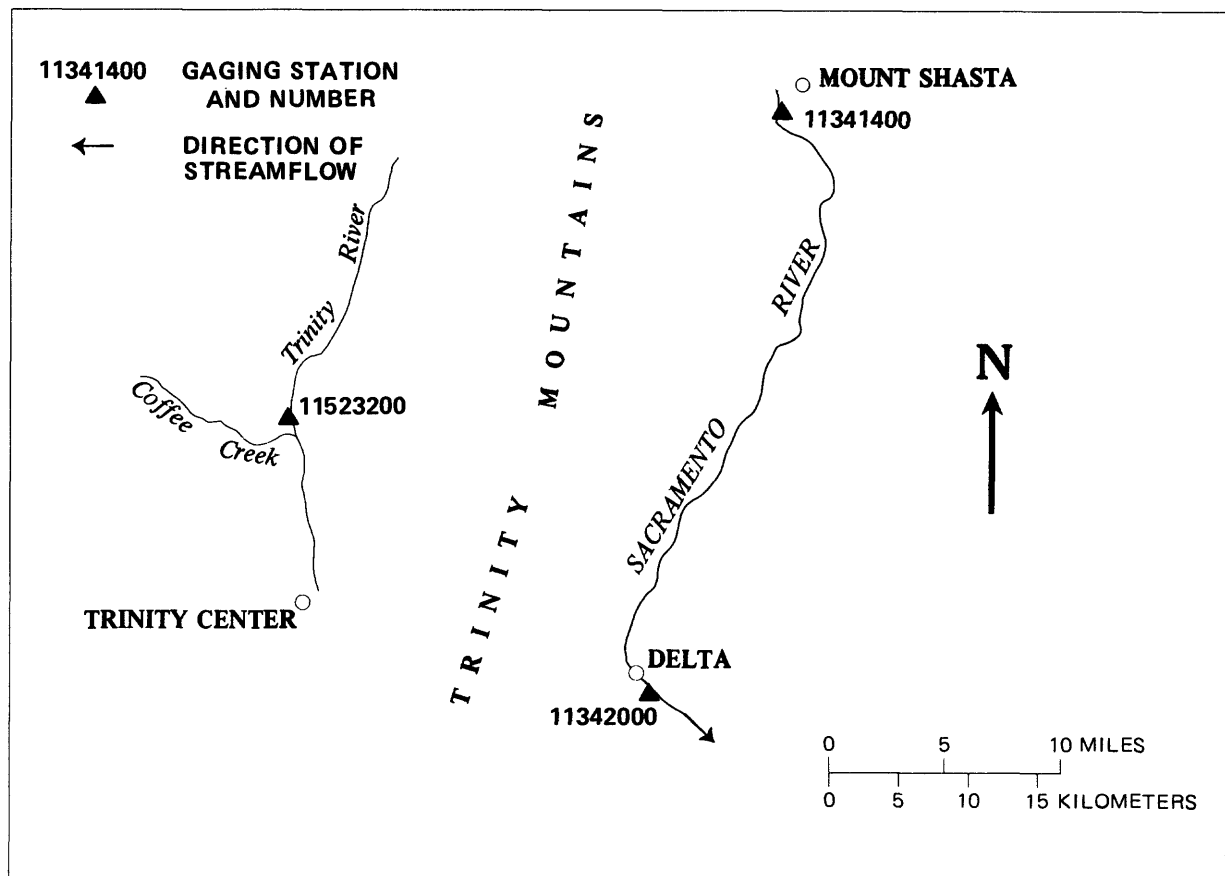 11341400 GAGING STATION
AND NUMBER
DIRECTION OF
STREAMFLOW
MOUNT SHASTA
11341400
Trinity River
TRINITY MOUNTAINS
SACRAMENTO RIVER
Coffee Creek
11523200
N
TRINITY CENTER
DELTA
11342000
0 5 10 MILES
0 5 10 15 KILOMETERS